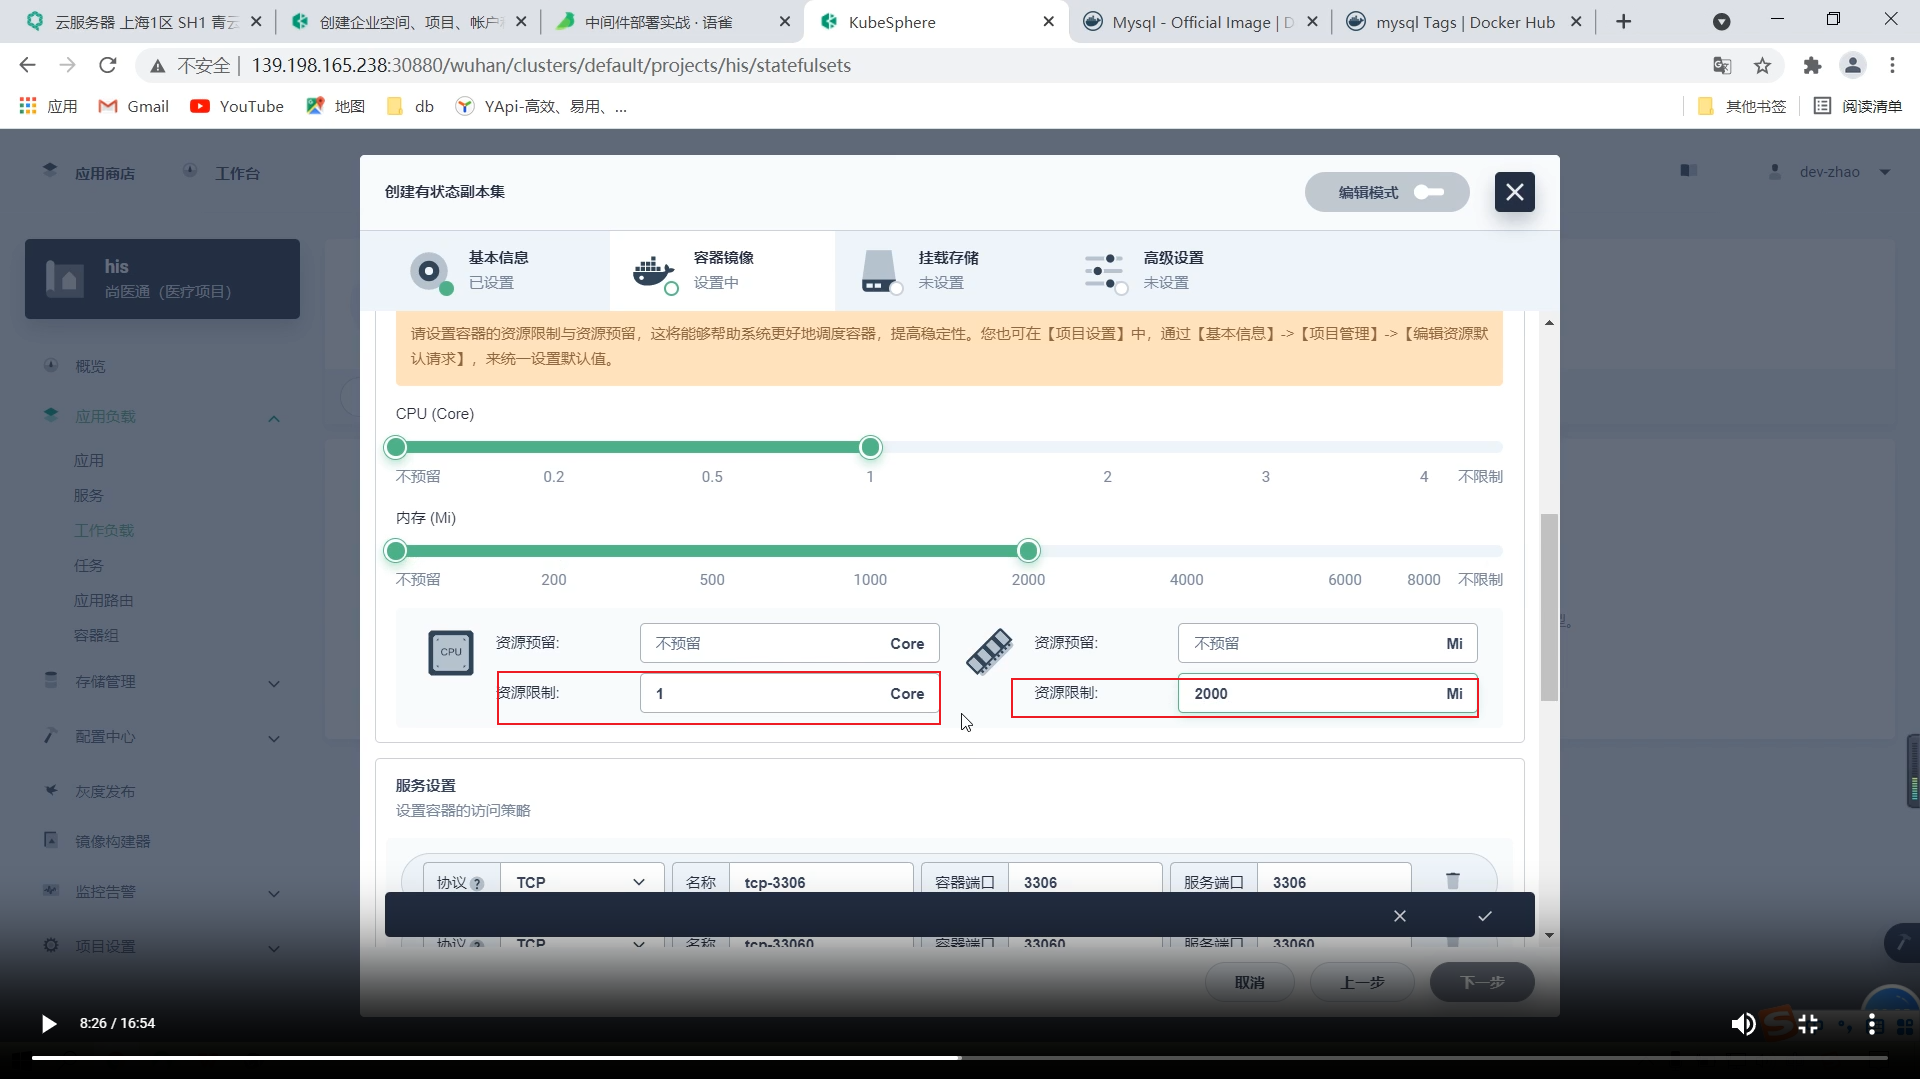 云服务器 上海1区 SH1 青云
创建企业空间、项目、帐户
中间件部署实战 · 语雀
KubeSphere
Mysql - Official Image | D
mysql Tags | Docker Hub
不安全
139.198.165.238:30880/wuhan/clusters/default/projects/his/statefulsets
应用
Gmail
YouTube
地图
db
YApi-高效、易用、...
其他书签
阅读清单
应用商店
工作台
dev-zhao
创建有状态副本集
编辑模式
his
尚医通（医疗项目）
基本信息
已设置
容器镜像
设置中
挂载存储
未设置
高级设置
未设置
概览
应用负载
应用
服务
工作负载
任务
应用路由
容器组
存储管理
配置中心
灰度发布
镜像构建器
监控告警
项目设置
请设置容器的资源限制与资源预留，这将能够帮助系统更好地调度容器，提高稳定性。您也可在【项目设置】中，通过【基本信息】->【项目管理】->【编辑资源默
认请求】，来统一设置默认值。
CPU (Core)
不预留 0.2 0.5 1 2 3 4 不限制
内存 (Mi)
不预留 200 500 1000 2000 4000 6000 8000 不限制
CPU
资源预留: 不预留 Core
资源预留: 不预留 Mi
资源限制: 1 Core
资源限制: 2000 Mi
型。
服务设置
设置容器的访问策略
协议 ? TCP 名称 tcp-3306 容器端口 3306 服务端口 3306
协议 ? TCP 名称 tcp-33060 容器端口 33060 服务端口 33060
取消
上一步
下一步
8:26 / 16:54